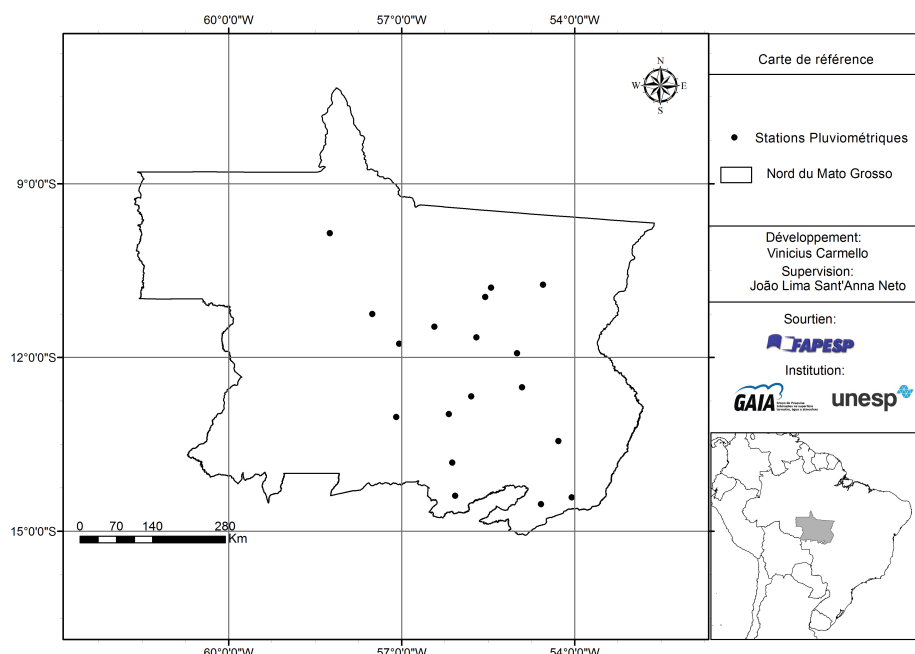 60°0'0"W 57°0'0"W 54°0'0"W
N
W E
S
9°0'0"S
12°0'0"S
15°0'0"S
0 70 140 280
Km
60°0'0"W 57°0'0"W 54°0'0"W
Carte de référence
Stations Pluviométriques
Nord du Mato Grosso
Développement:
Vinicius Carmello
Supervision:
João Lima Sant'Anna Neto
Sourtien:
FAPESP
Institution:
GAIA
unesp